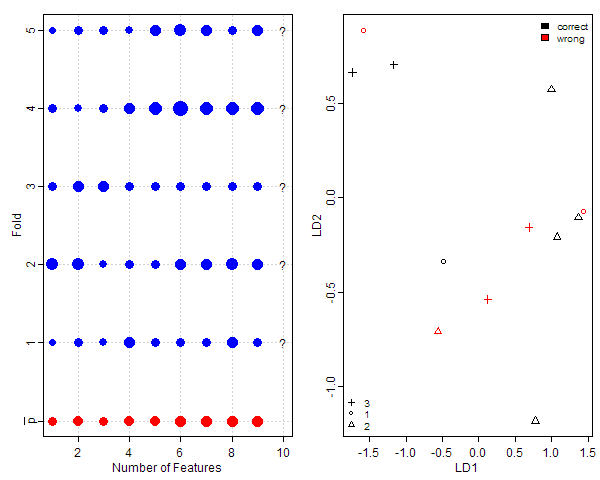 5 ?
4 ?
3 ?
2 ?
1 ?
p̅
Fold
2 4 6 8 10
Number of Features
correct
wrong
0.5
0.0
-0.5
-1.0
LD2
3
1
2
-1.5 -1.0 -0.5 0.0 0.5 1.0 1.5
LD1